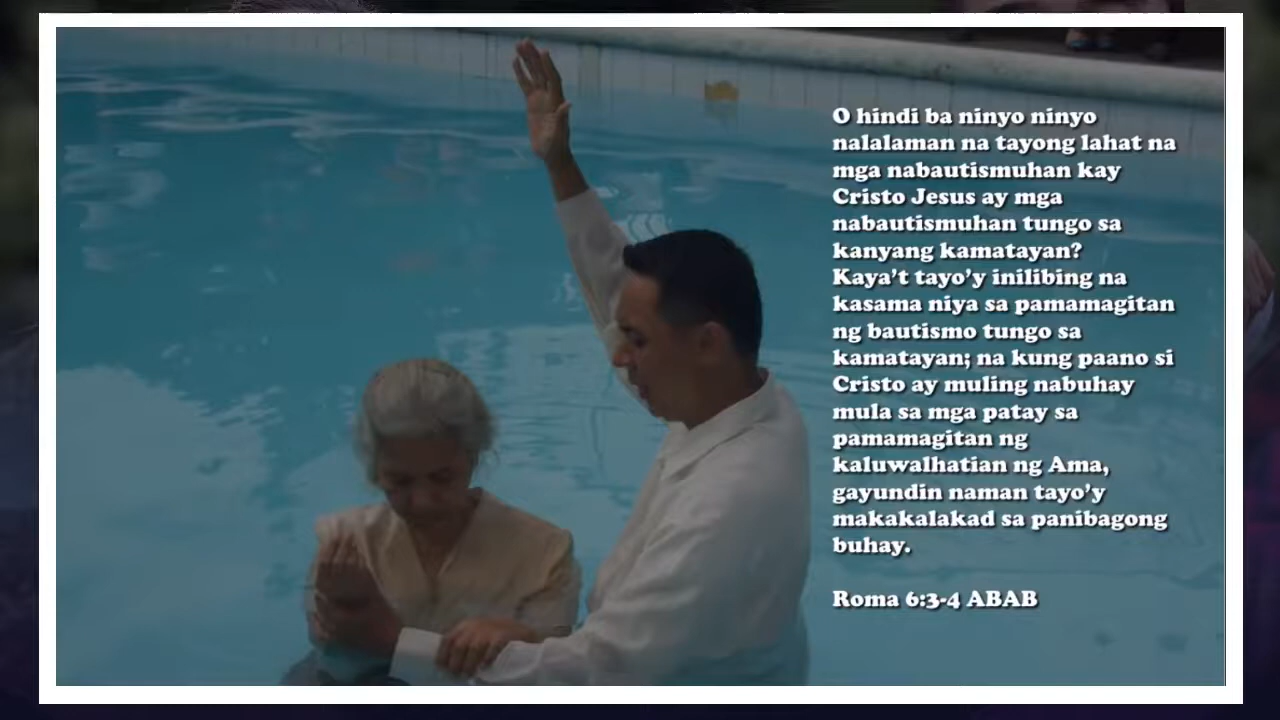 O hindi ba ninyo ninyo
nalalaman na tayong lahat na
mga nabautismuhan kay
Cristo Jesus ay mga
nabautismuhan tungo sa
kanyang kamatayan?
Kaya’t tayo’y inilibing na
kasama niya sa pamamagitan
ng bautismo tungo sa
kamatayan; na kung paano si
Cristo ay muling nabuhay
mula sa mga patay sa
pamamagitan ng
kaluwalhatian ng Ama,
gayundin naman tayo’y
makakalakad sa panibagong
buhay.
Roma 6:3-4 ABAB